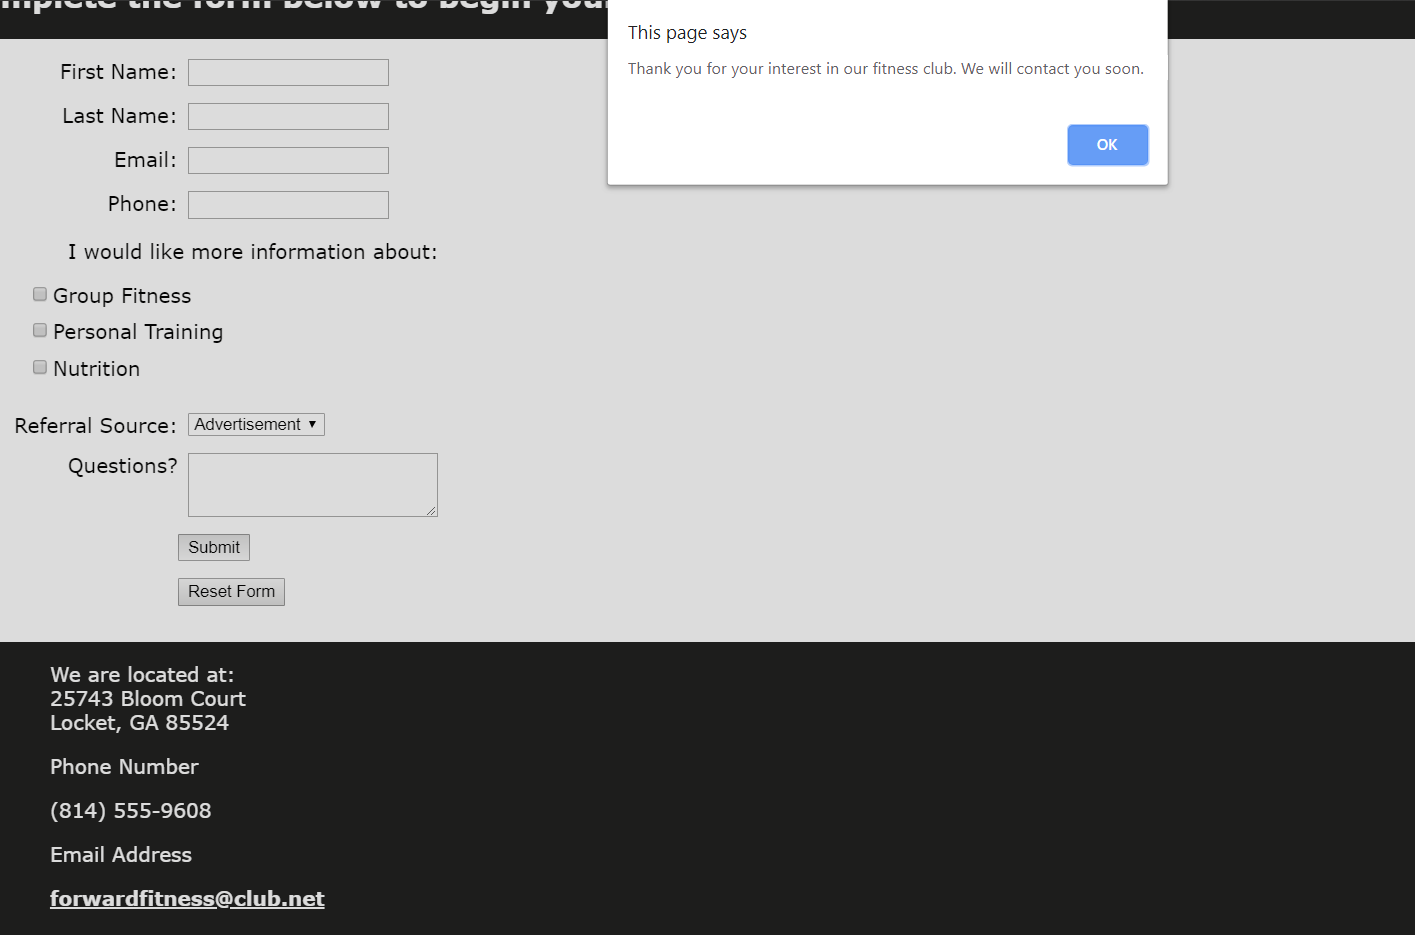 mplete the form below to begin your
This page says
Thank you for your interest in our fitness club. We will contact you soon.
OK
First Name:
Last Name:
Email:
Phone:
I would like more information about:
Group Fitness
Personal Training
Nutrition
Referral Source: Advertisement
Questions?
Submit
Reset Form
We are located at:
25743 Bloom Court
Locket, GA 85524
Phone Number
(814) 555-9608
Email Address
forwardfitness@club.net